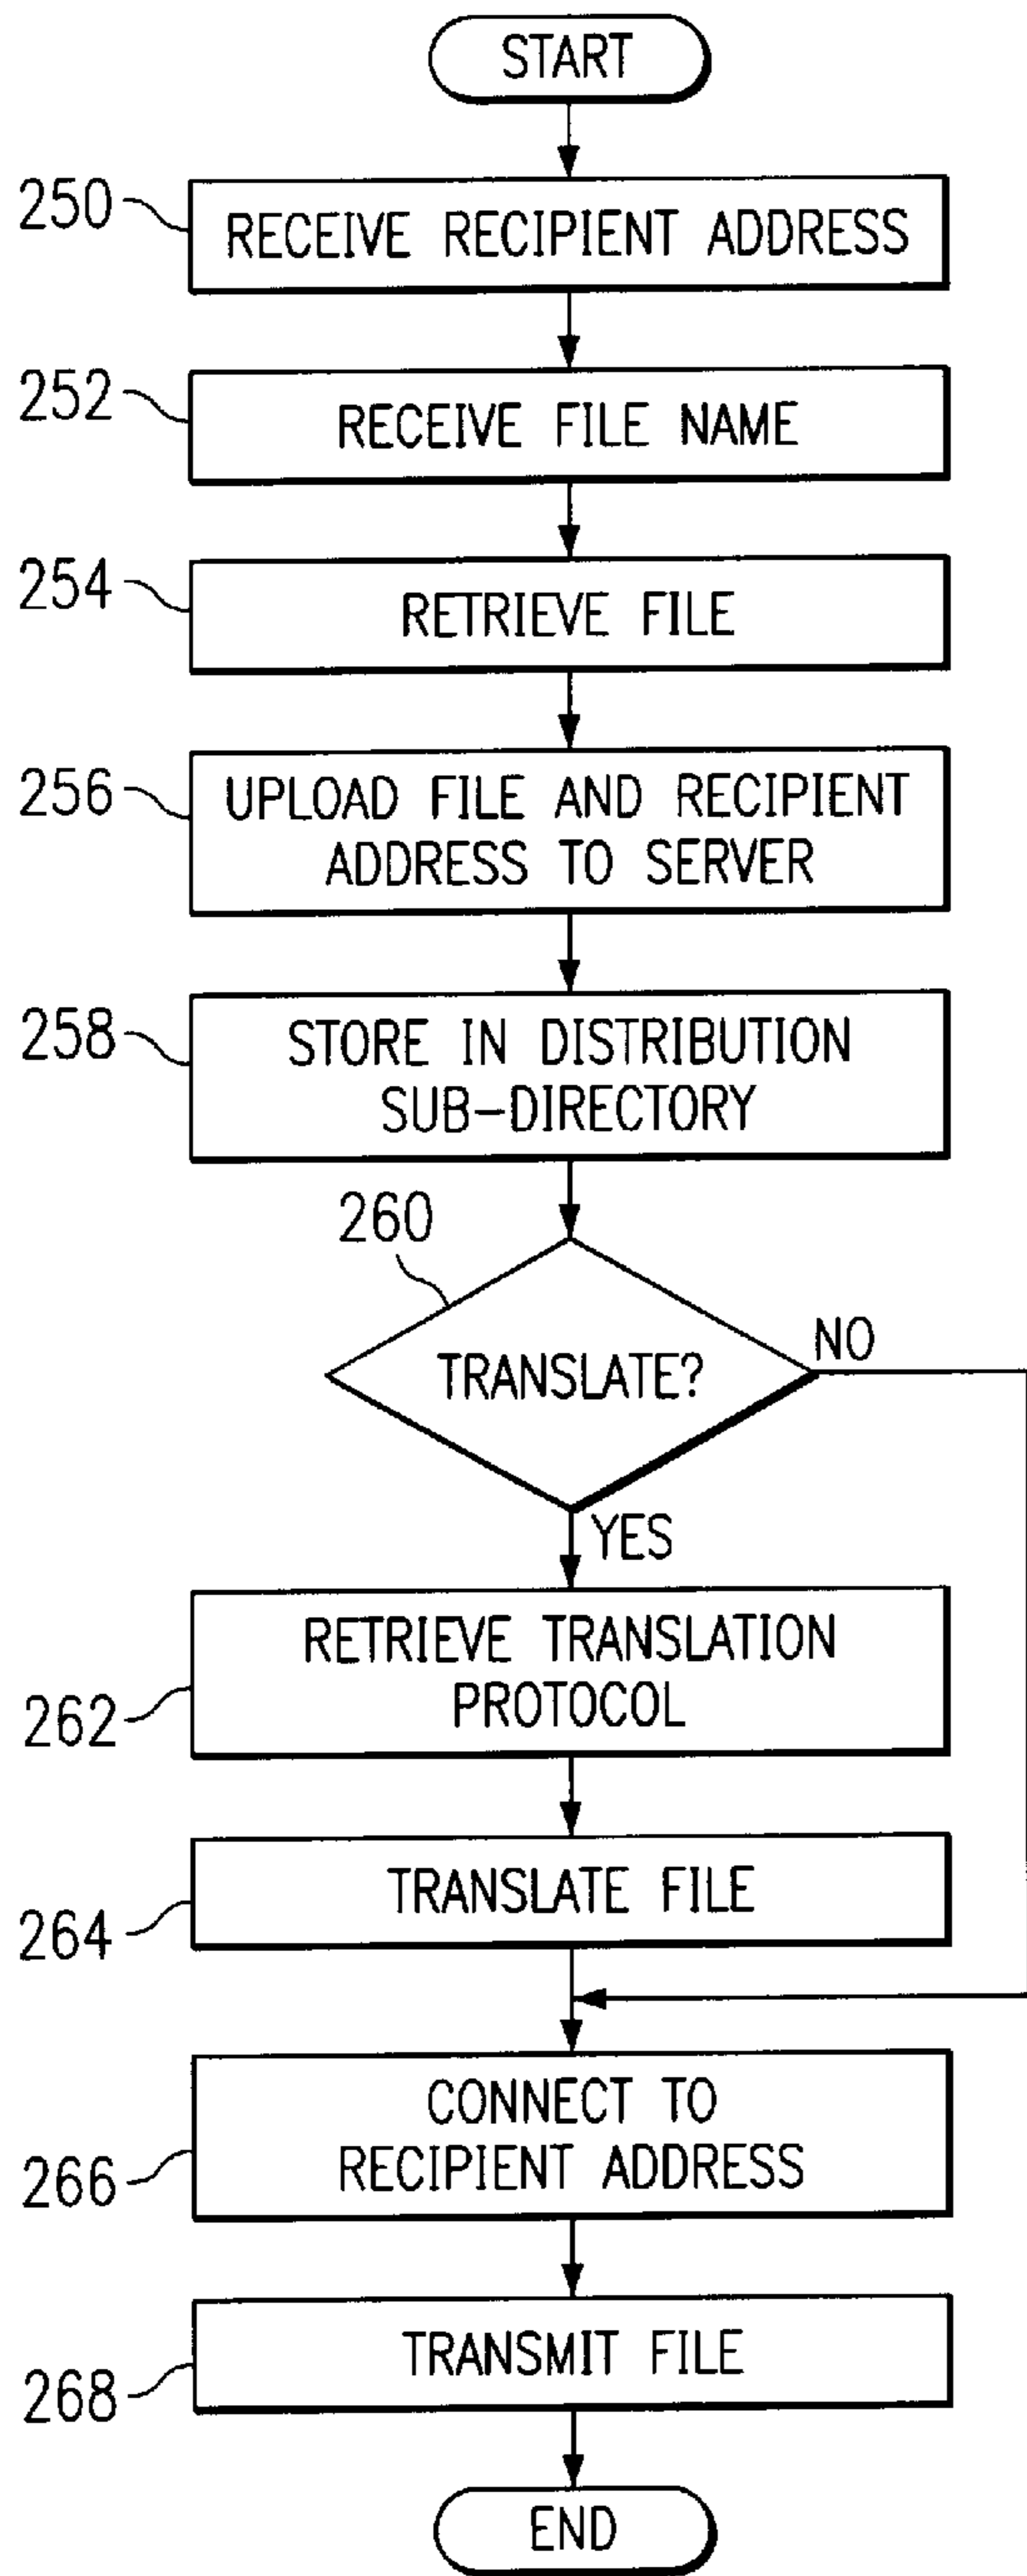 START
250
RECEIVE RECIPIENT ADDRESS
252
RECEIVE FILE NAME
254
RETRIEVE FILE
256
UPLOAD FILE AND RECIPIENT
ADDRESS TO SERVER
258
STORE IN DISTRIBUTION
SUB-DIRECTORY
260
TRANSLATE?
NO
YES
262
RETRIEVE TRANSLATION
PROTOCOL
264
TRANSLATE FILE
266
CONNECT TO
RECIPIENT ADDRESS
268
TRANSMIT FILE
END